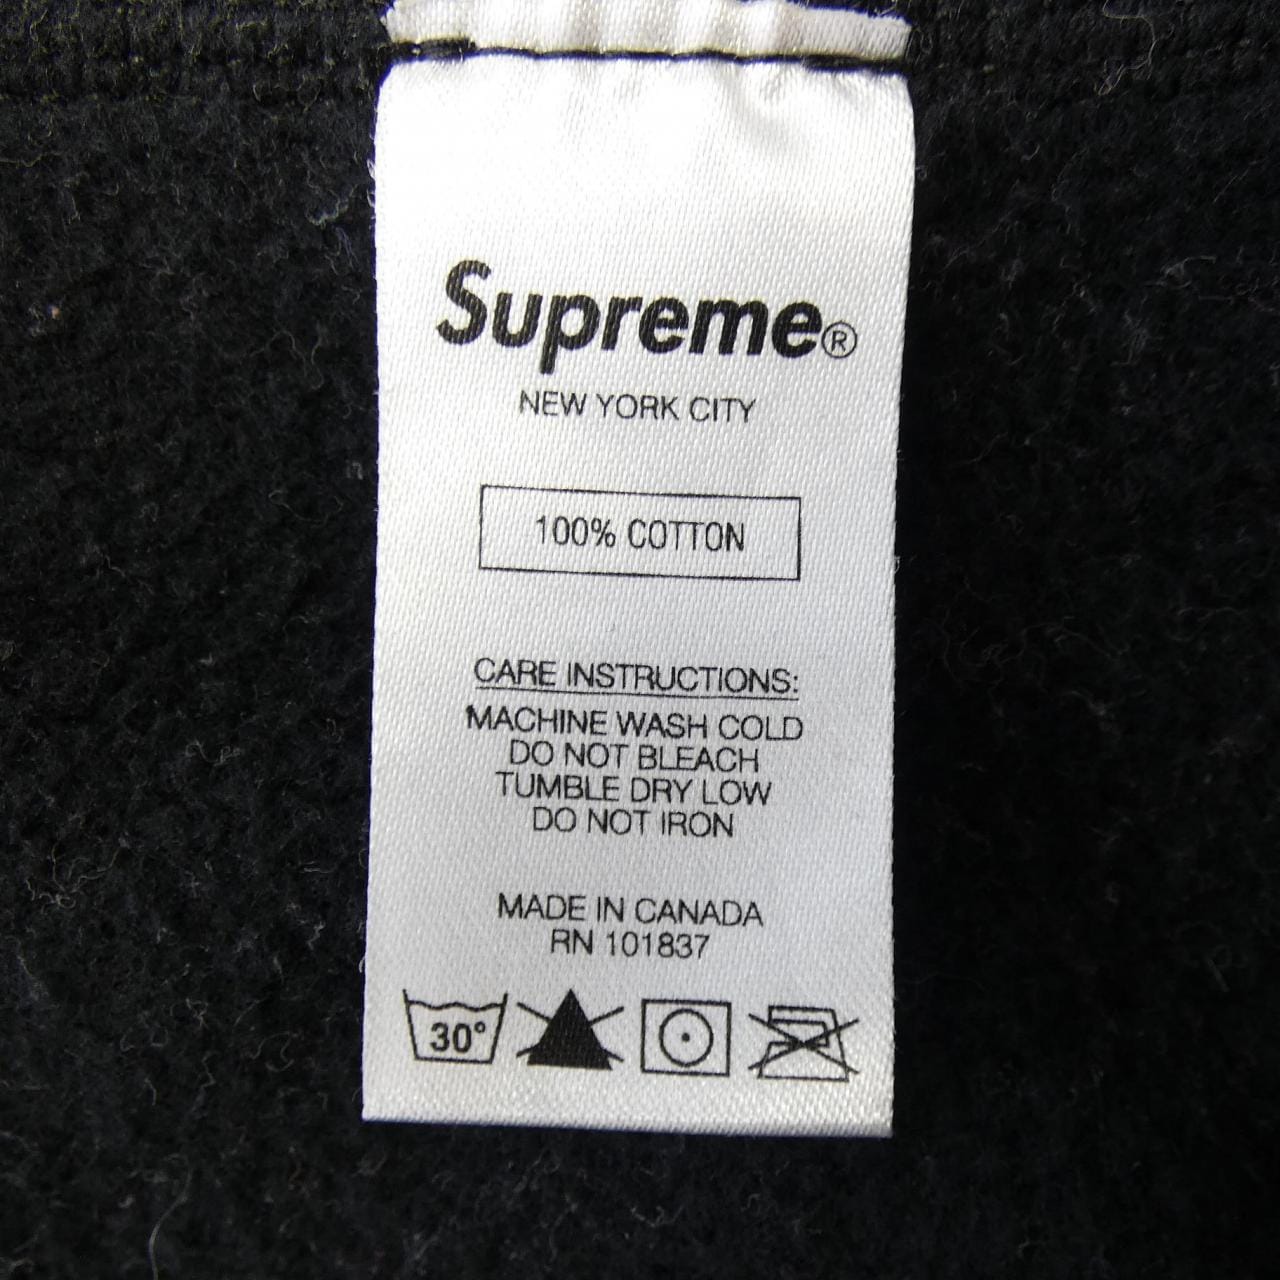 Supreme®
NEW YORK CITY
100% COTTON
CARE INSTRUCTIONS:
MACHINE WASH COLD
DO NOT BLEACH
TUMBLE DRY LOW
DO NOT IRON
MADE IN CANADA
RN 101837
30°